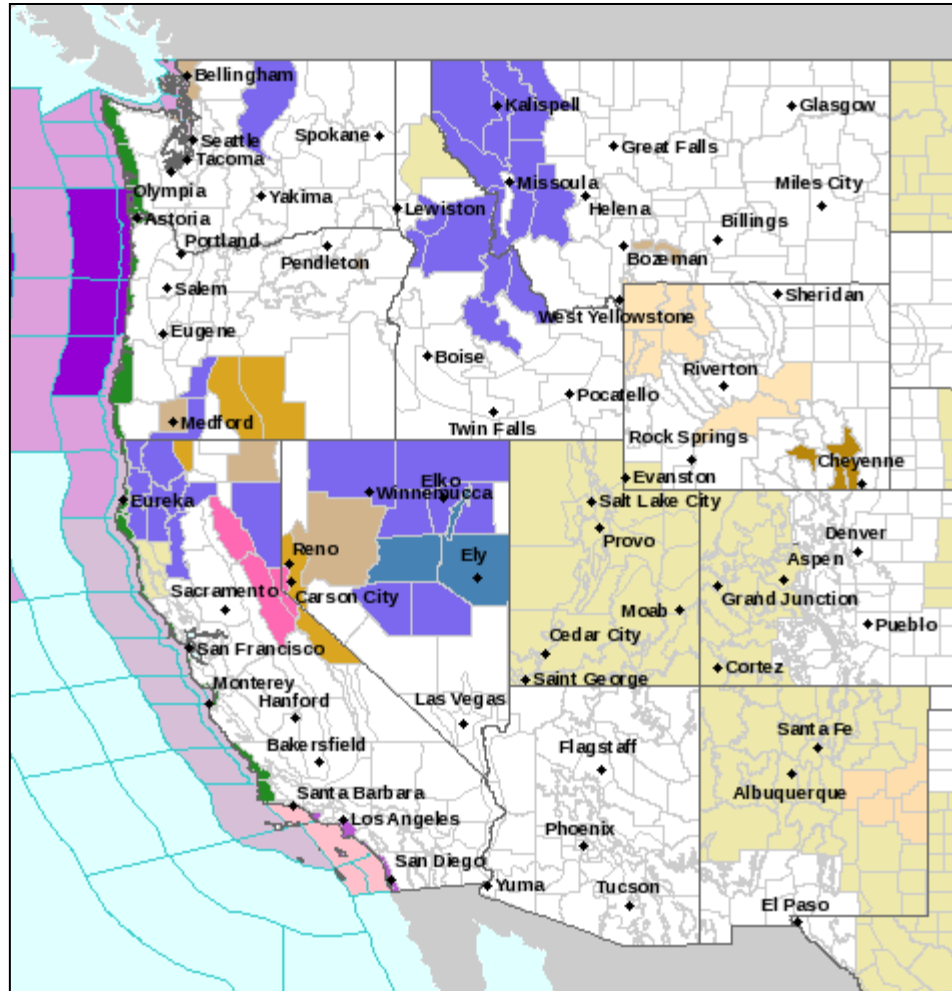 Bellingham
Kalispell
Glasgow
Seattle
Spokane
Great Falls
Tacoma
Olympia
Missoula
Miles City
Yakima
Lewiston
Helena
Astoria
Billings
Portland
Pendleton
Bozeman
Salem
Sheridan
West Yellowstone
Eugene
Boise
Riverton
Pocatello
Medford
Twin Falls
Rock Springs
Cheyenne
Evanston
Elko
Winnemucca
Eureka
Salt Lake City
Provo
Denver
Reno
Ely
Aspen
Sacramento
Carson City
Grand Junction
Moab
Pueblo
Cedar City
San Francisco
Cortez
Saint George
Monterey
Hanford
Las Vegas
Santa Fe
Flagstaff
Bakersfield
Albuquerque
Santa Barbara
Los Angeles
Phoenix
San Diego
Yuma
Tucson
El Paso